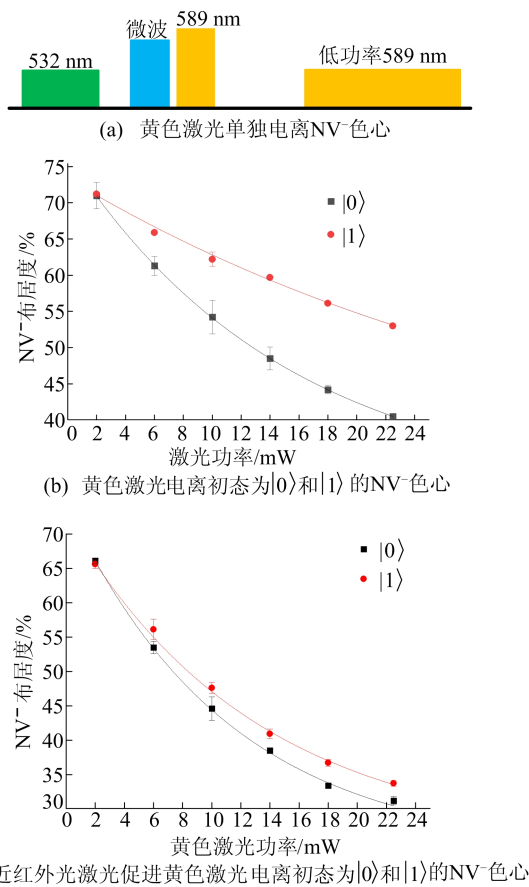 532 nm
微波
589 nm
低功率589 nm
(a) 黄色激光单独电离NV⁻色心
NV⁻布居度/%
75
70
65
60
55
50
45
40
|0⟩
|1⟩
0 2 4 6 8 10 12 14 16 18 20 22 24
激光功率/mW
(b) 黄色激光电离初态为|0⟩和|1⟩的NV⁻色心
NV⁻布居度/%
70
65
60
55
50
45
40
35
30
|0⟩
|1⟩
0 2 4 6 8 10 12 14 16 18 20 22 24
黄色激光功率/mW
近红外光激光促进黄色激光电离初态为|0⟩和|1⟩的NV⁻色心